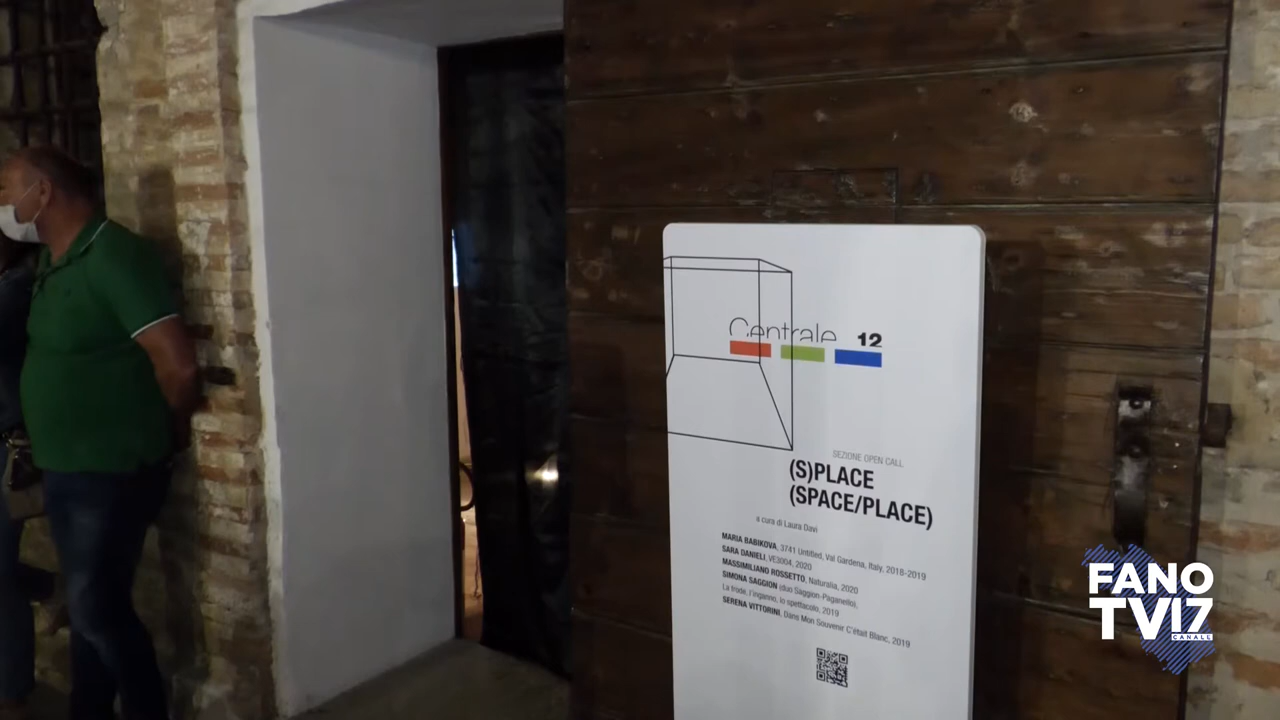 Centrale 12
SEZIONE OPEN CALL
(S)PLACE
(SPACE/PLACE)
a cura di Laura Davi
MARIA BABIKOVA, 3741 Untitled, Val Gardena, Italy, 2018-2019
SARA DANIELI, VE3004, 2020
MASSIMILIANO ROSSETTO, Naturalia, 2020
SIMONA SAGGION (duo Saggion-Paganello),
La frode, l'inganno, lo spettacolo, 2019
SERENA VITTORINI, Dans Mon Souvenir C'était Blanc, 2019
FANO
TV17
CANALE